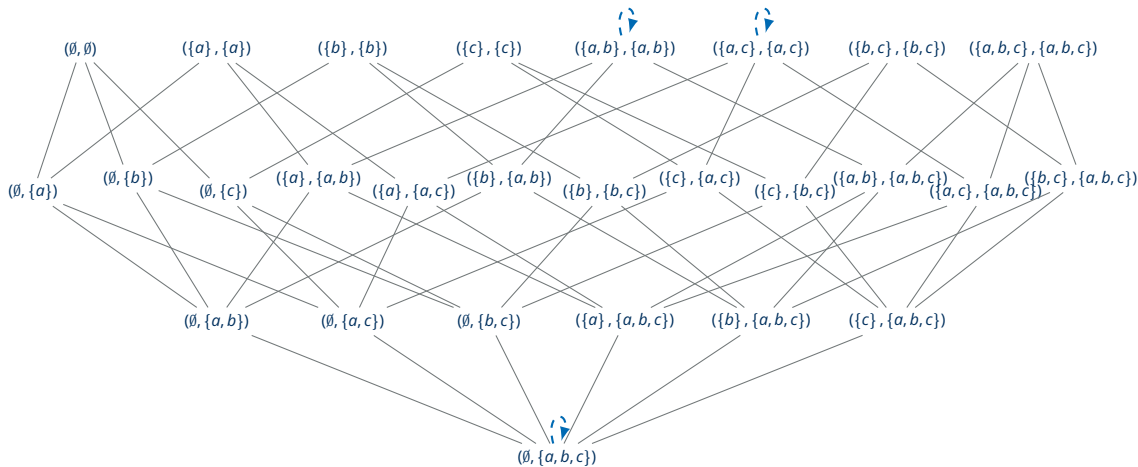 (∅, ∅) ({a}, {a}) ({b}, {b}) ({c}, {c}) ({a, b}, {a, b}) ({a, c}, {a, c}) ({b, c}, {b, c}) ({a, b, c}, {a, b, c})
(∅, {a}) (∅, {b}) (∅, {c}) ({a}, {a, b}) ({a}, {a, c}) ({b}, {a, b}) ({b}, {b, c}) ({c}, {a, c}) ({c}, {b, c}) ({a, b}, {a, b, c}) ({a, c}, {a, b, c}) ({b, c}, {a, b, c})
(∅, {a, b}) (∅, {a, c}) (∅, {b, c}) ({a}, {a, b, c}) ({b}, {a, b, c}) ({c}, {a, b, c})
(∅, {a, b, c})